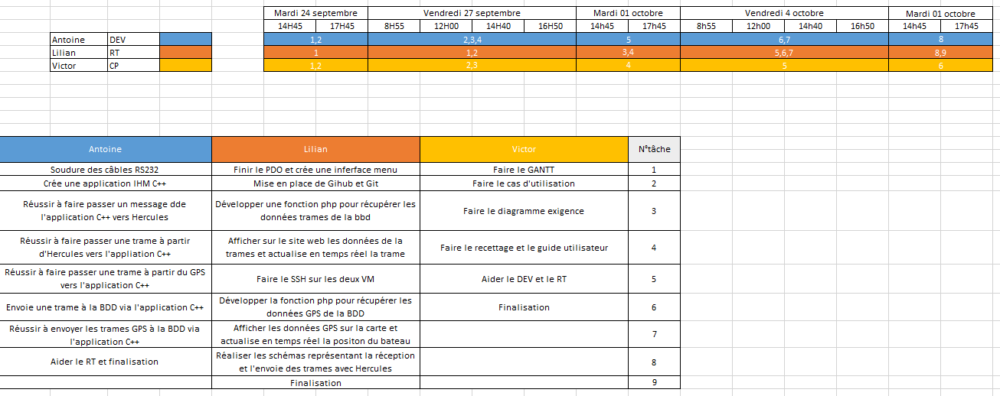 Mardi 24 septembre Vendredi 27 septembre Mardi 01 octobre Vendredi 4 octobre Mardi 01 octobre
14H45 17H45 8H55 12H00 14H40 16H50 14h45 17h45 8h55 12h00 14h40 16h50 14h45 17h45
Antoine DEV 1,2 2,3,4 5 6,7 8
Lilian RT 1 1,2 3,4 5,6,7 8,9
Victor CP 1,2 2,3 4 5 6
Antoine Lilian Victor N°tâche
Soudure des câbles RS232 Finir le PDO et crée une inferface menu Faire le GANTT 1
Crée une application IHM C++ Mise en place de Gihub et Git Faire le cas d'utilisation 2
Réussir à faire passer un message dde
l'application C++ vers Hercules
Développer une fonction php pour récupérer les
données trames de la bbd
Faire le diagramme exigence 3
Réussir à faire passer une trame à partir
d'Hercules vers l'appliation C++
Afficher sur le site web les données de la
trames et actualise en temps réel la trame
Faire le recettage et le guide utilisateur 4
Réussir à faire passer une trame à partir du GPS
vers l'application C++
Faire le SSH sur les deux VM Aider le DEV et le RT 5
Envoie une trame à la BDD via l'application C++
Développer la fonction php pour récupérer les
données GPS de la BDD
Finalisation 6
Réussir à envoyer les trames GPS à la BDD via
l'application C++
Afficher les données GPS sur la carte et
actualise en temps réel la positon du bateau
7
Aider le RT et finalisation
Réaliser les schémas représentant la réception
et l'envoie des trames avec Hercules
8
Finalisation 9